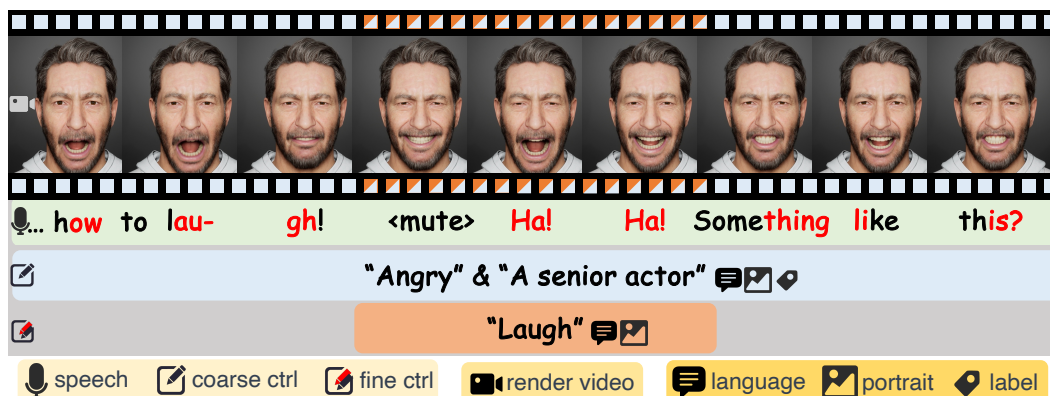 ... how to lau- gh! <mute> Ha! Ha! Something like this?
“Angry” & “A senior actor”
“Laugh”
speech coarse ctrl fine ctrl render video language portrait label